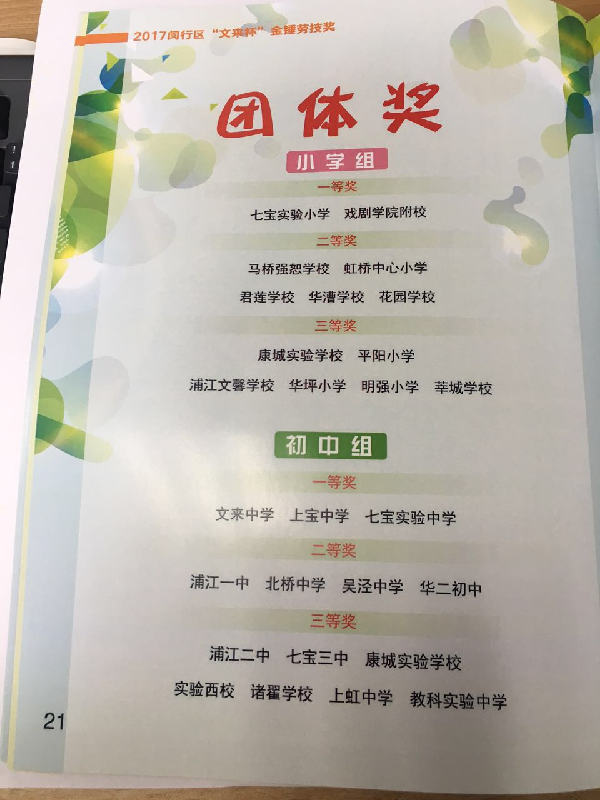 2017闵行区“文来杯”金锤劳技奖
团体奖
小学组
一等奖
七宝实验小学 戏剧学院附校
二等奖
马桥强恕学校 虹桥中心小学
君莲学校 华漕学校 花园学校
三等奖
康城实验学校 平阳小学
浦江文馨学校 华坪小学 明强小学 莘城学校
初中组
一等奖
文来中学 上宝中学 七宝实验中学
二等奖
浦江一中 北桥中学 吴泾中学 华二初中
三等奖
浦江二中 七宝三中 康城实验学校
实验西校 诸翟学校 上虹中学 教科实验中学
21